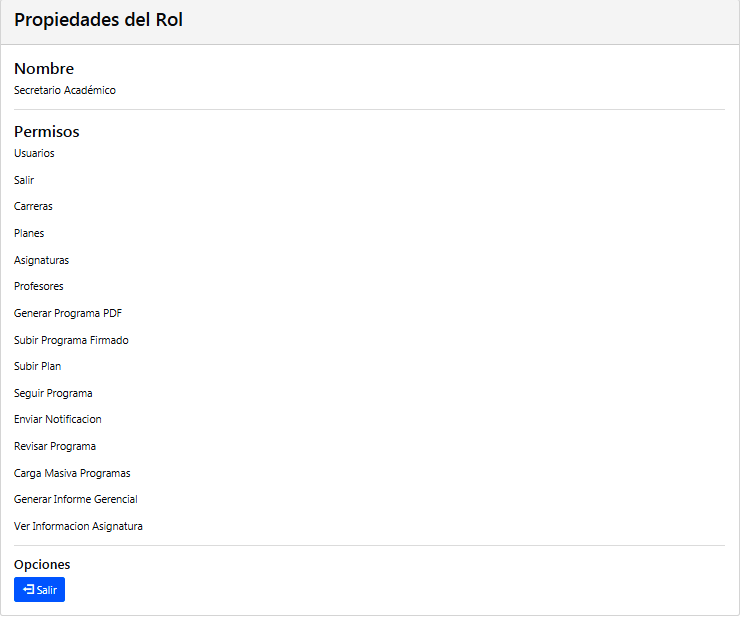 Propiedades del Rol
Nombre
Secretario Académico
Permisos
Usuarios
Salir
Carreras
Planes
Asignaturas
Profesores
Generar Programa PDF
Subir Programa Firmado
Subir Plan
Seguir Programa
Enviar Notificacion
Revisar Programa
Carga Masiva Programas
Generar Informe Gerencial
Ver Informacion Asignatura
Opciones
Salir